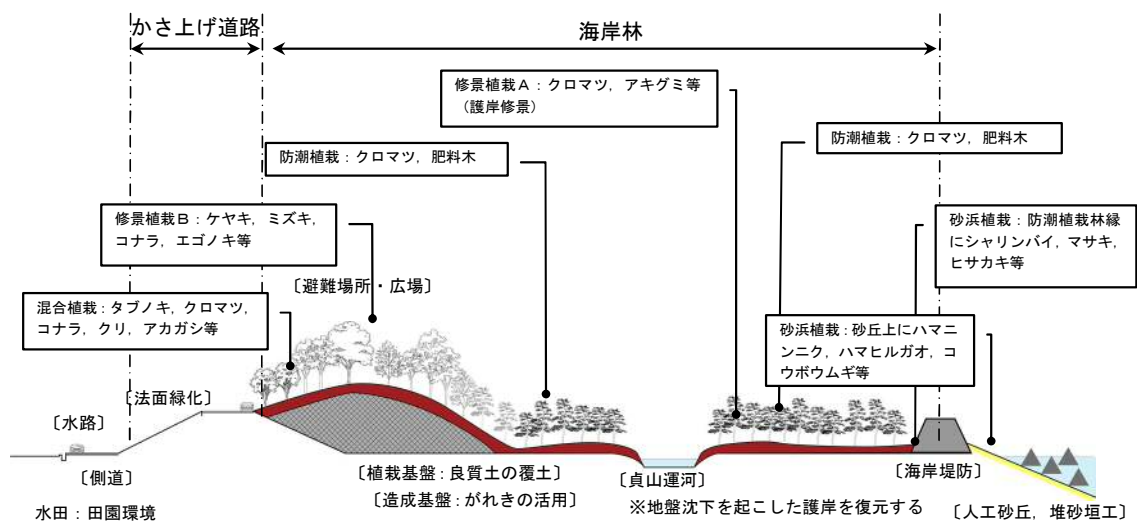 かさ上げ道路
海岸林
修景植栽A：クロマツ，アキグミ等
（護岸修景）
防潮植栽：クロマツ，肥料木
防潮植栽：クロマツ，肥料木
修景植栽B：ケヤキ，ミズキ，
コナラ，エゴノキ等
砂浜植栽：防潮植栽林縁
にシャリンバイ，マサキ，
ヒサカキ等
〔避難場所・広場〕
混合植栽：タブノキ，クロマツ，
コナラ，クリ，アカガシ等
砂浜植栽：砂丘上にハマニ
ンニク，ハマヒルガオ，コ
ウボウムギ等
〔法面緑化〕
〔水路〕
〔側道〕
〔植栽基盤：良質土の覆土〕
〔貞山運河〕
〔海岸堤防〕
〔造成基盤：がれきの活用〕
※地盤沈下を起こした護岸を復元する
水田：田園環境
〔人工砂丘，堆砂垣工〕